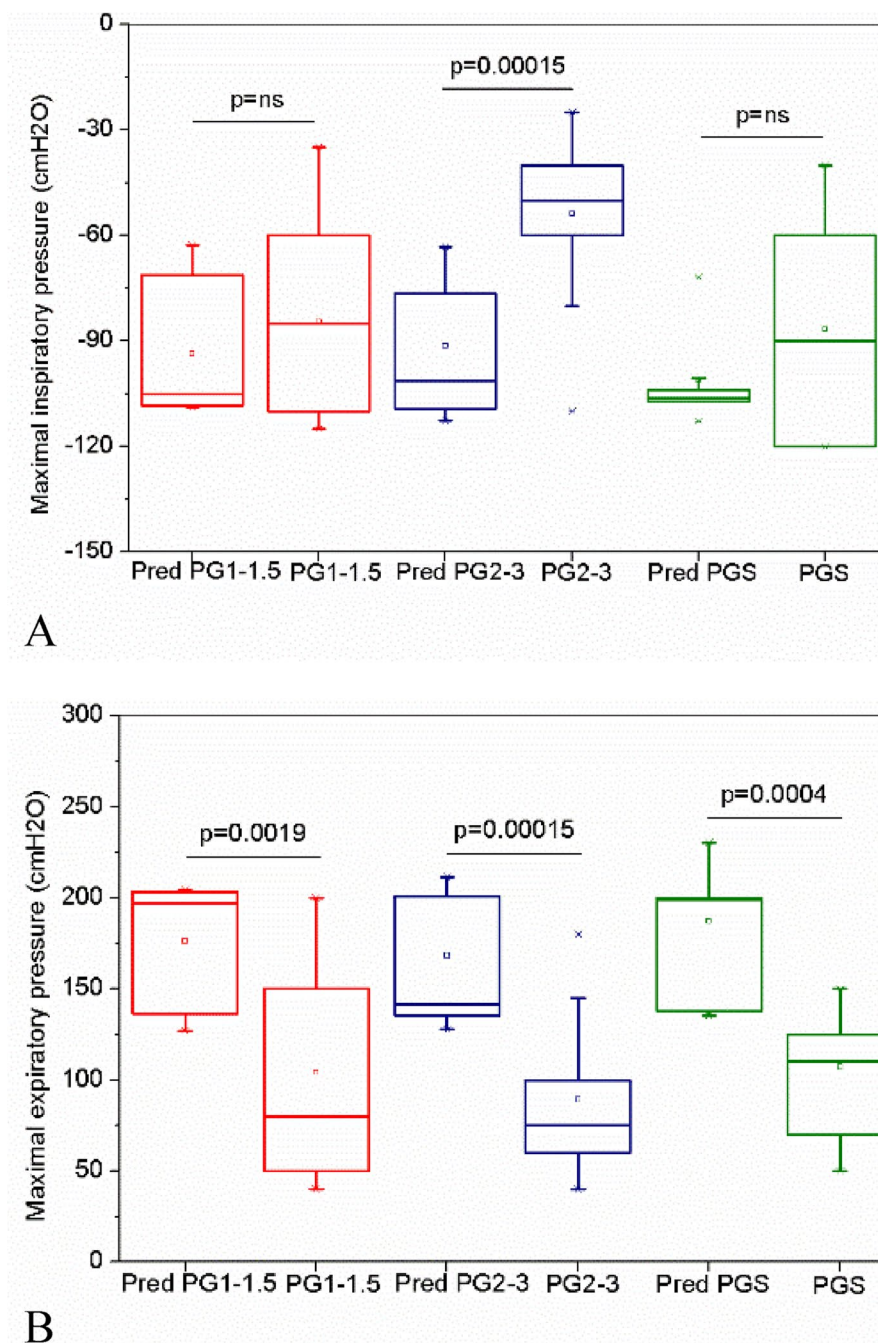 0
p=0.00015
p=ns
-30
p=ns
Maximal inspiratory pressure (cmH2O)
-60
-90
-120
-150
Pred PG1-1.5 PG1-1.5 Pred PG2-3 PG2-3 Pred PGS PGS
A
300
250
p=0.0004
p=0.0019
p=0.00015
200
Maximal expiratory pressure (cmH2O)
150
100
50
0
Pred PG1-1.5 PG1-1.5 Pred PG2-3 PG2-3 Pred PGS PGS
B